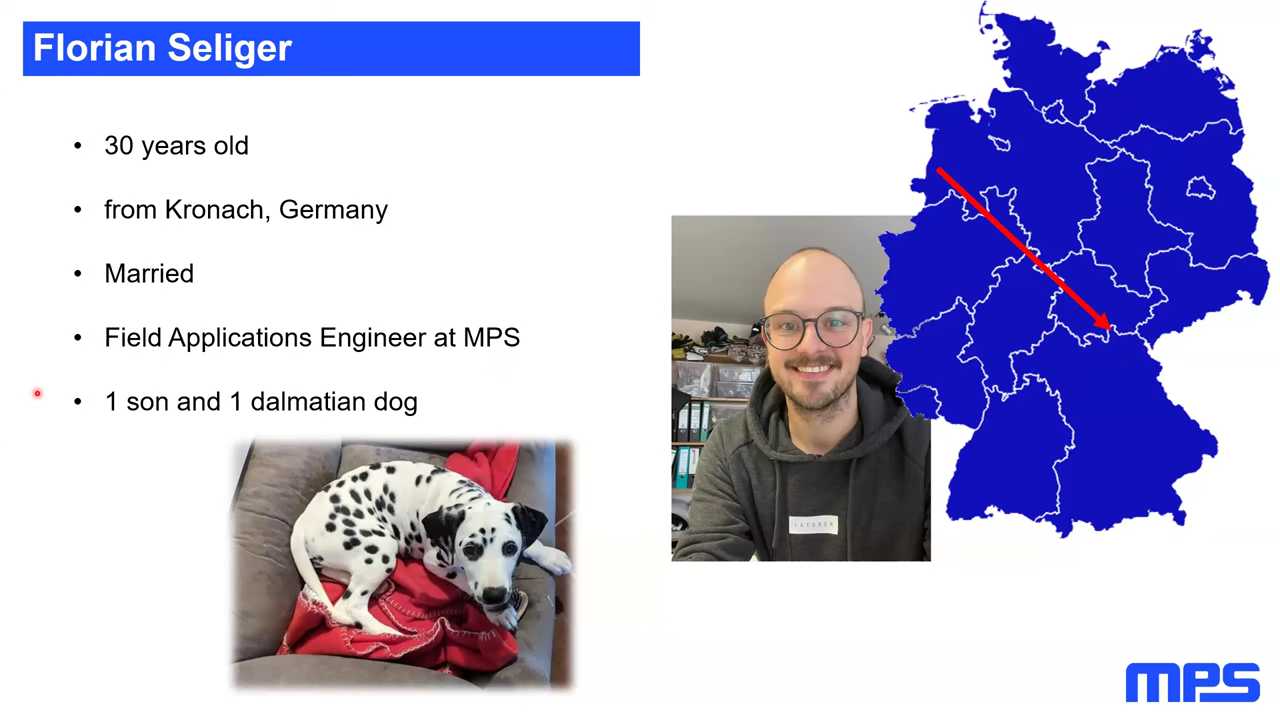 Florian Seliger
• 30 years old
• from Kronach, Germany
• Married
• Field Applications Engineer at MPS
• 1 son and 1 dalmatian dog
mps